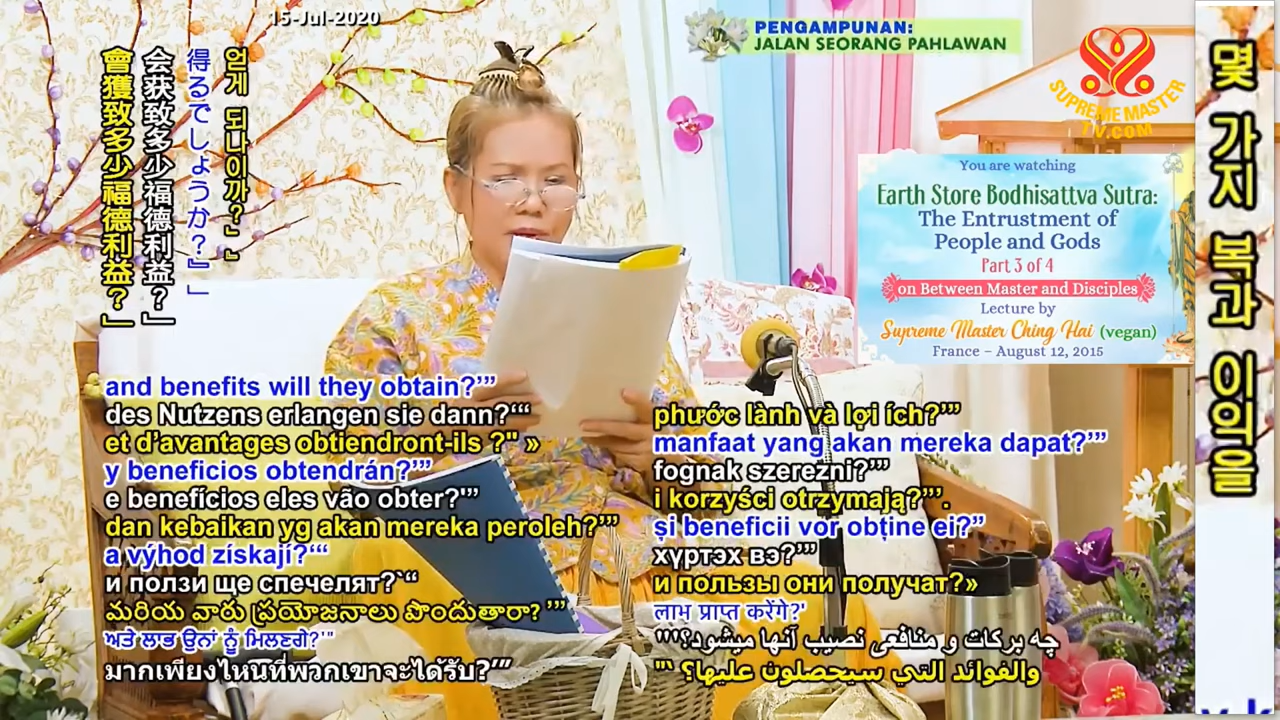 15-Jul-2020
PENGAMPUNAN:
JALAN SEORANG PAHLAWAN
SUPREME MASTER
TV.COM
You are watching
Earth Store Bodhisattva Sutra:
The Entrustment of
People and Gods
Part 3 of 4
on Between Master and Disciples
Lecture by
Supreme Master Ching Hai (vegan)
France – August 12, 2015
몇 가지 복과 이익을
얻게 되나이까?』」
得るでしょうか？』」
会获致多少福德利益？」
會獲致多少福德利益？」
and benefits will they obtain?’”
des Nutzens erlangen sie dann?‘“
et d’avantages obtiendront-ils ?" »
y beneficios obtendrán?’”
e benefícios eles vão obter?'”
dan kebaikan yg akan mereka peroleh?’”
a výhod získají?‘“
и ползи ще спечелят?`“
మరియు వారు ప్రయోజనాలు పొందుతారా? ’”
ਅਤੇ ਲਾਭ ਉਨਾਂ ਨੂੰ ਮਿਲਣਗੇ?'"
มากเพียงไหนที่พวกเขาจะได้รับ?’”
phước lành và lợi ích?’”
manfaat yang akan mereka dapat?’”
fognak szerezni?’”
i korzyści otrzymają?”’.
și beneficii vor obține ei?”
хүртэх вэ?’”
и пользы они получат?»
लाभ प्राप्त करेंगे?'
چه برکات و منافعی نصیب آنها میشود؟'"
والفوائد التي سيحصلون عليها؟ '"